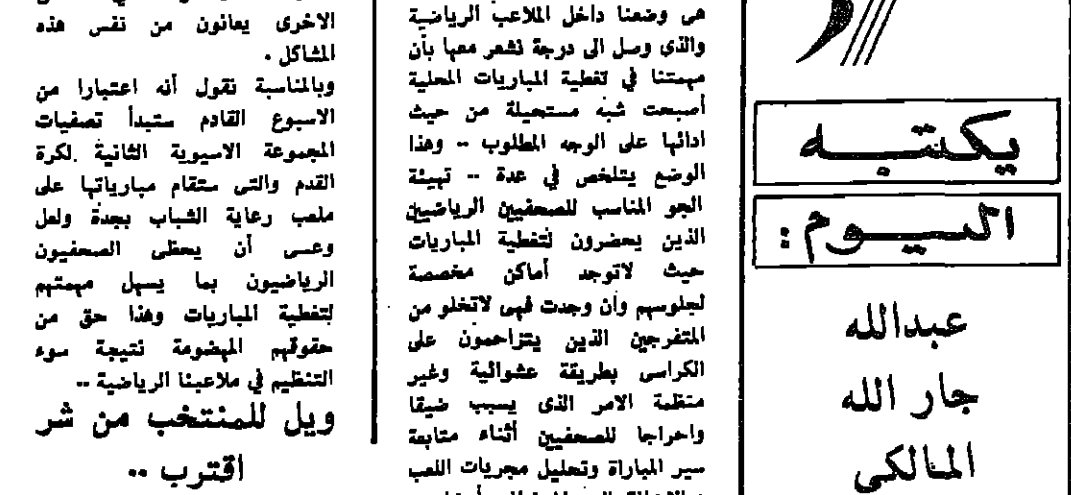 يكتبه
اليوم :
عبدالله
جار الله
المالكى
هى وضعنا داخل الملاعب الرياضية
والذى وصل الى درجة نشعر معها بأن
مهمتنا في تغطية المباريات المحلية
أصبحت شبه مستحيلة من حيث
ادائها على الوجه المطلوب .. وهذا
الوضع يتلخص في عدة .. تهيئة
الجو المناسب للصحفيين الرياضيين
الذين يحضرون لتغطية المباريات
حيث لاتوجد أماكن مخصصة
لجلوسهم وان وجدت فهى لاتخلو من
المتفرجين الذين يتزاحمون على
الكراسى بطريقة عشوائية وغير
منظمة الامر الذى يسبب ضيقا
واحراجا للصحفيين أثناء متابعة
سير المباراة وتحليل مجريات اللعب
الاخرى يعانون من نفس هذه
المشاكل .
وبالمناسبة نقول أنه اعتبارا من
الاسبوع القادم ستبدأ تصفيات
المجموعة الاسيوية الثانية لكرة
القدم والتى ستقام مبارياتها على
ملعب رعاية الشباب بجدة ولعل
وعسى أن يحظى الصحفيون
الرياضيون بما يسهل مهمتهم
لتغطية المباريات وهذا حق من
حقوقهم المهضومة نتيجة سوء
التنظيم في ملاعبنا الرياضية ..
ويل للمنتخب من شر
اقترب ..